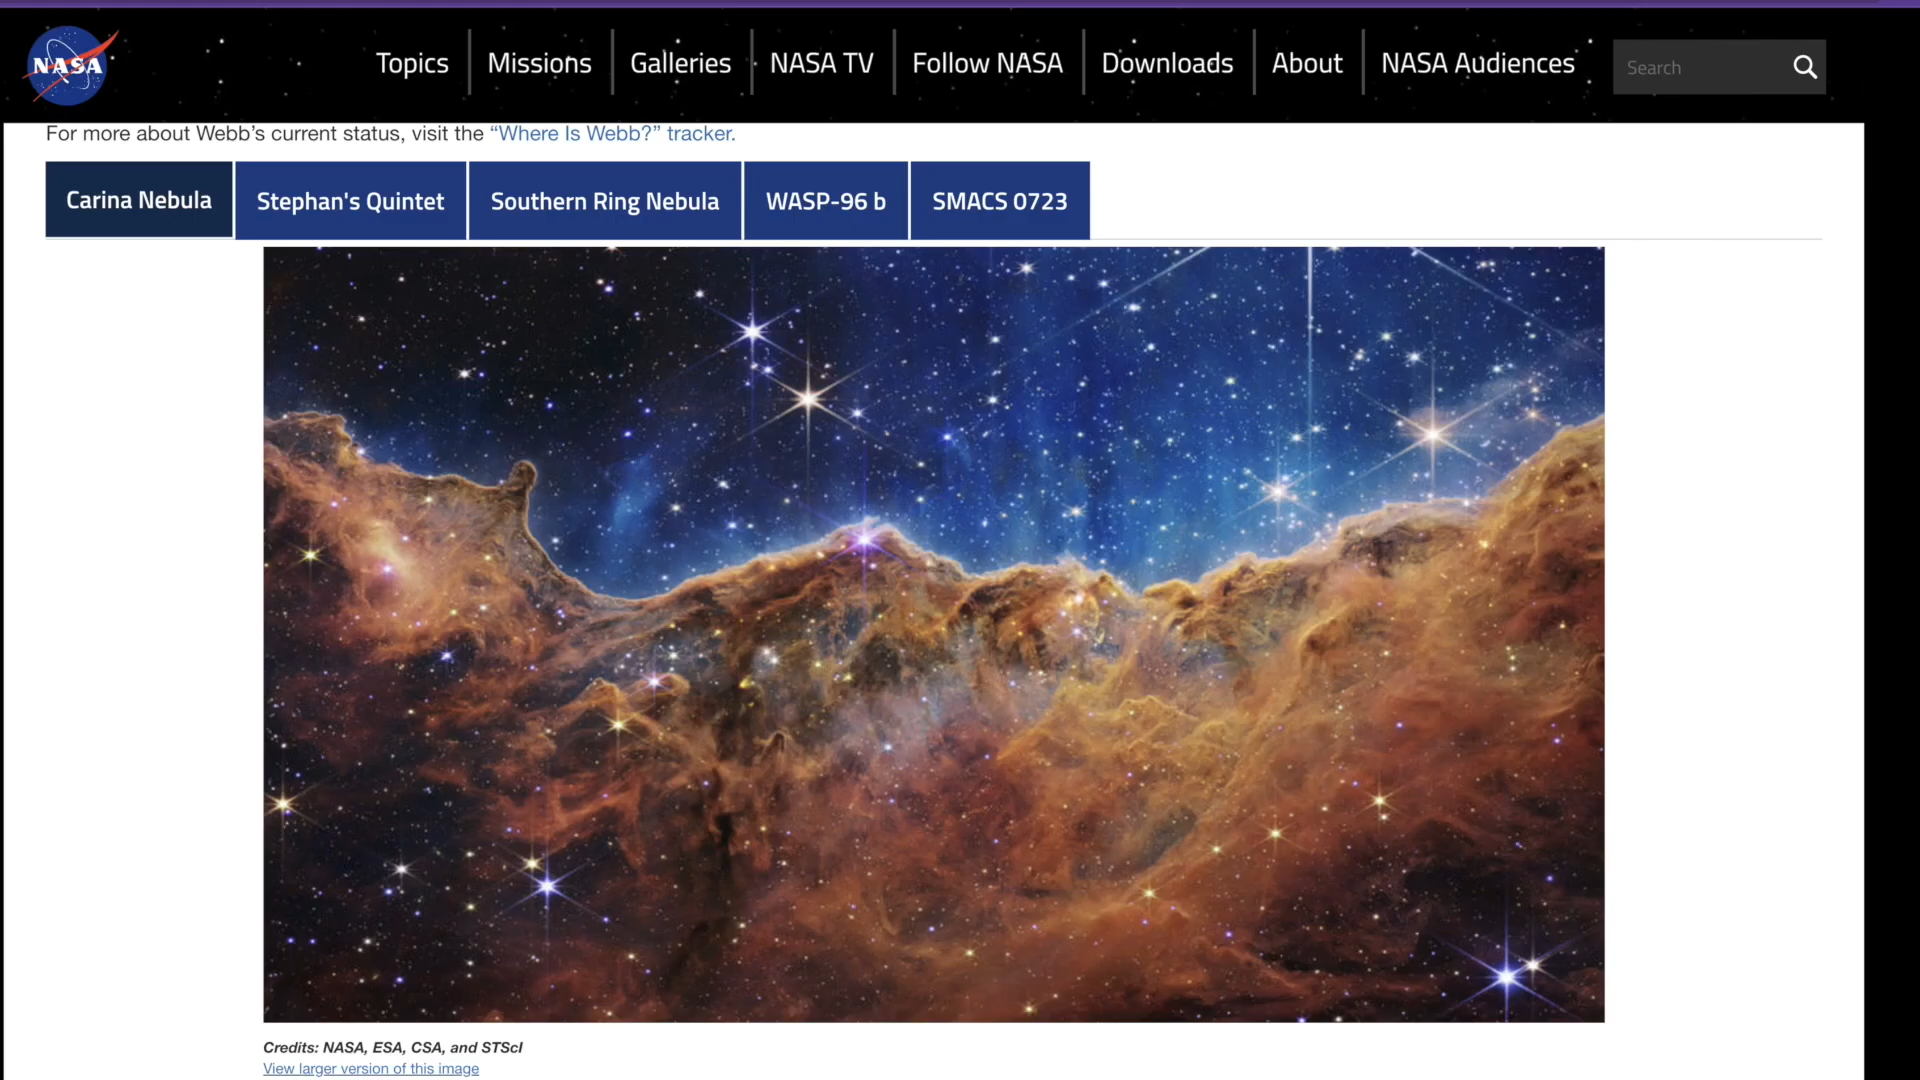 NASA
Topics Missions Galleries NASA TV Follow NASA Downloads About NASA Audiences Search
For more about Webb’s current status, visit the “Where Is Webb?” tracker.
Carina Nebula Stephan's Quintet Southern Ring Nebula WASP-96 b SMACS 0723
Credits: NASA, ESA, CSA, and STScI
View larger version of this image